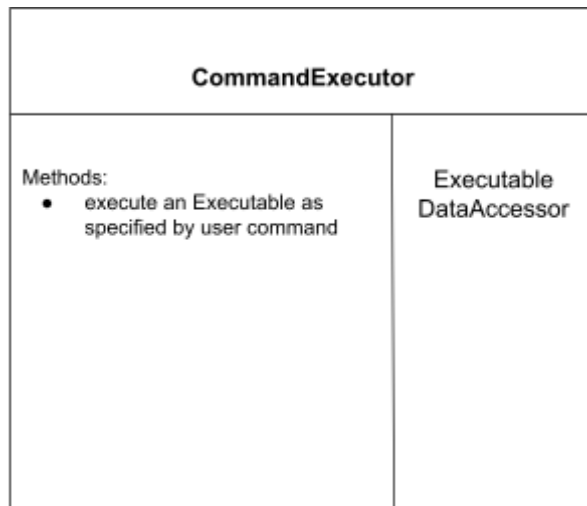 CommandExecutor
Methods:
● execute an Executable as
specified by user command
Executable
DataAccessor